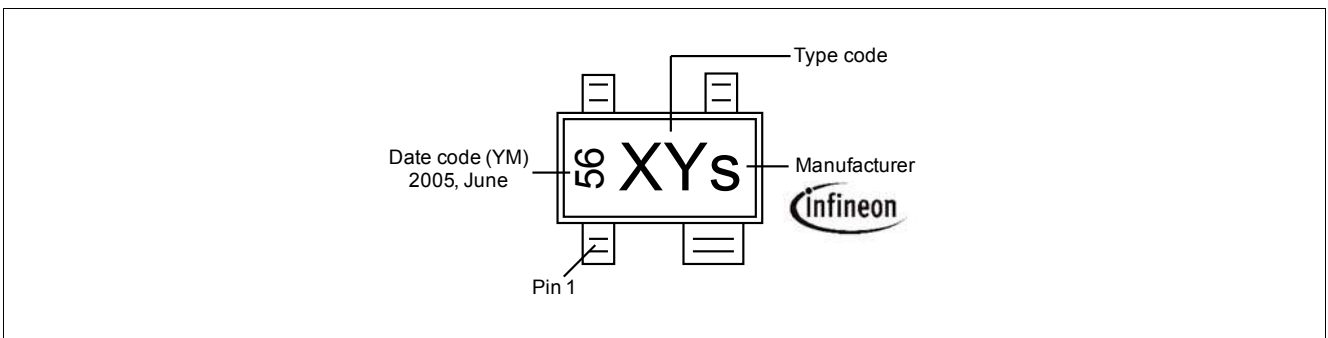 Type code
Date code (YM)
2005, June
56
XYs
Manufacturer
infineon
Pin 1